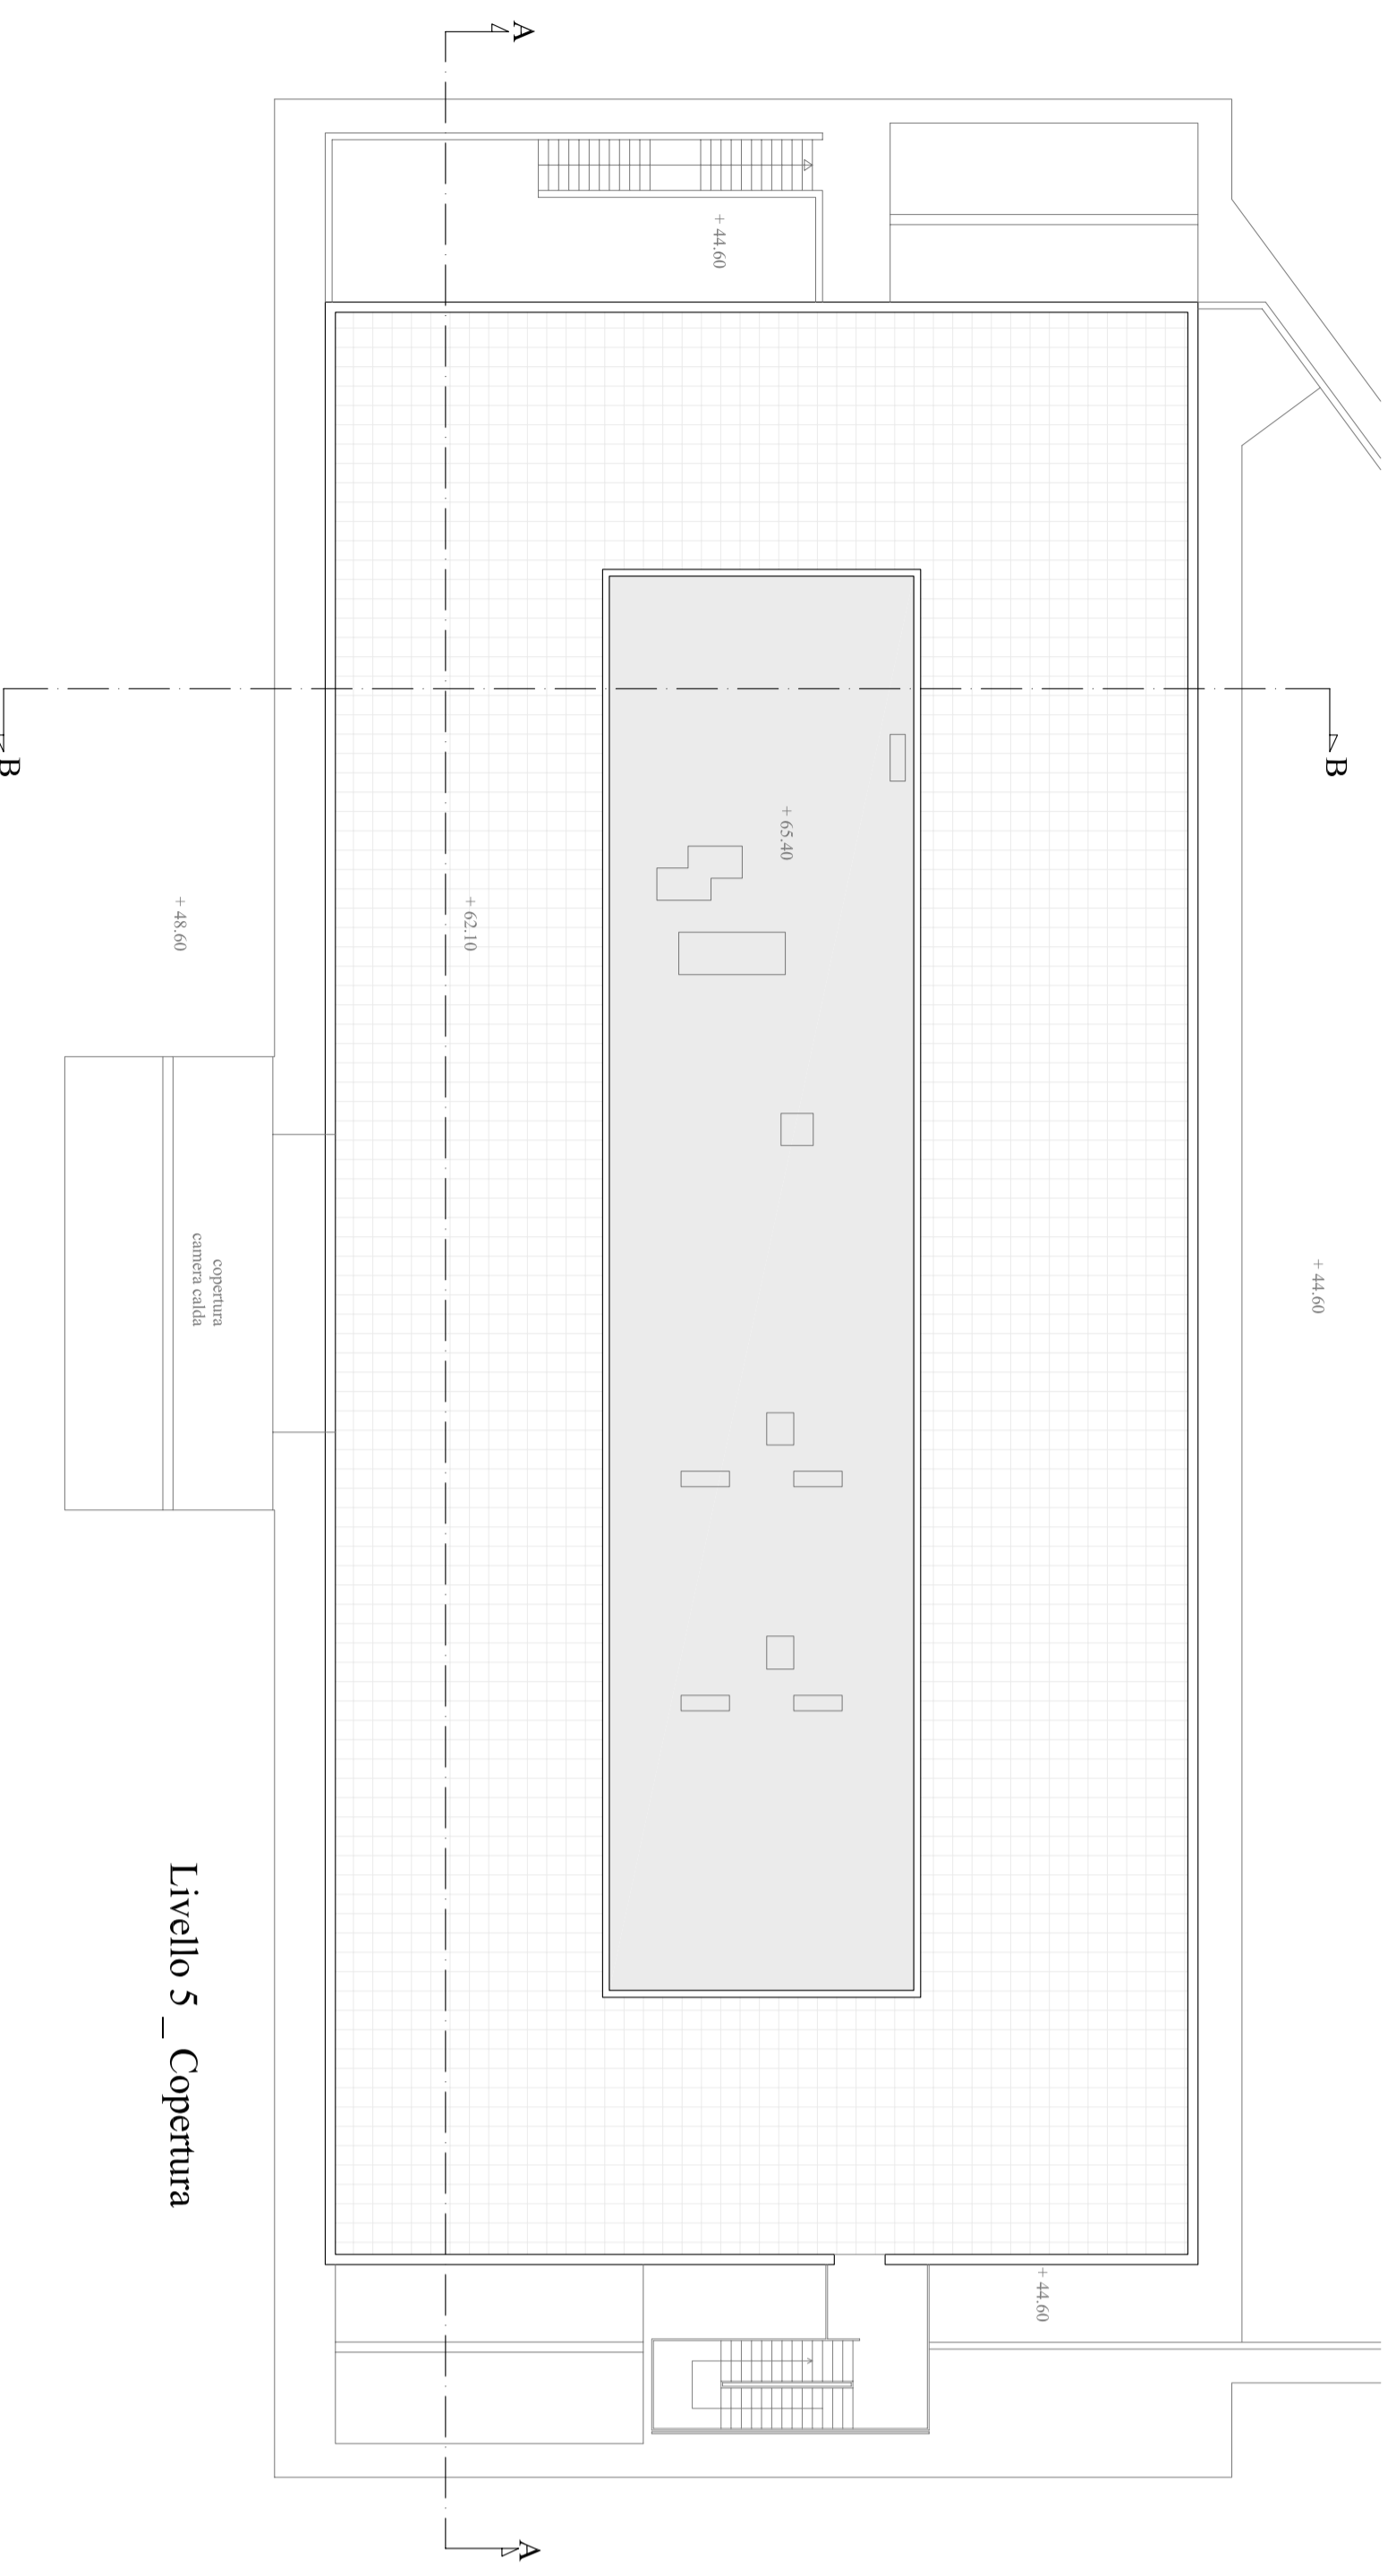 A
+ 44.60
B
B
+ 65.40
+ 48.60
+ 62.10
+ 44.60
copertura
camera calda
Livello 5 _ Copertura
+ 44.60
A